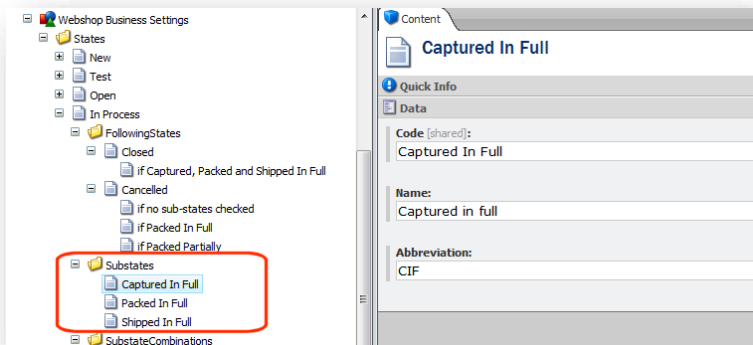 Webshop Business Settings
States
New
Test
Open
In Process
FollowingStates
Closed
if Captured, Packed and Shipped In Full
Cancelled
if no sub-states checked
if Packed In Full
if Packed Partially
Substates
Captured In Full
Packed In Full
Shipped In Full
SubstateCombinations
Content
Captured In Full
Quick Info
Data
Code [shared]:
Captured In Full
Name:
Captured in full
Abbreviation:
CIF